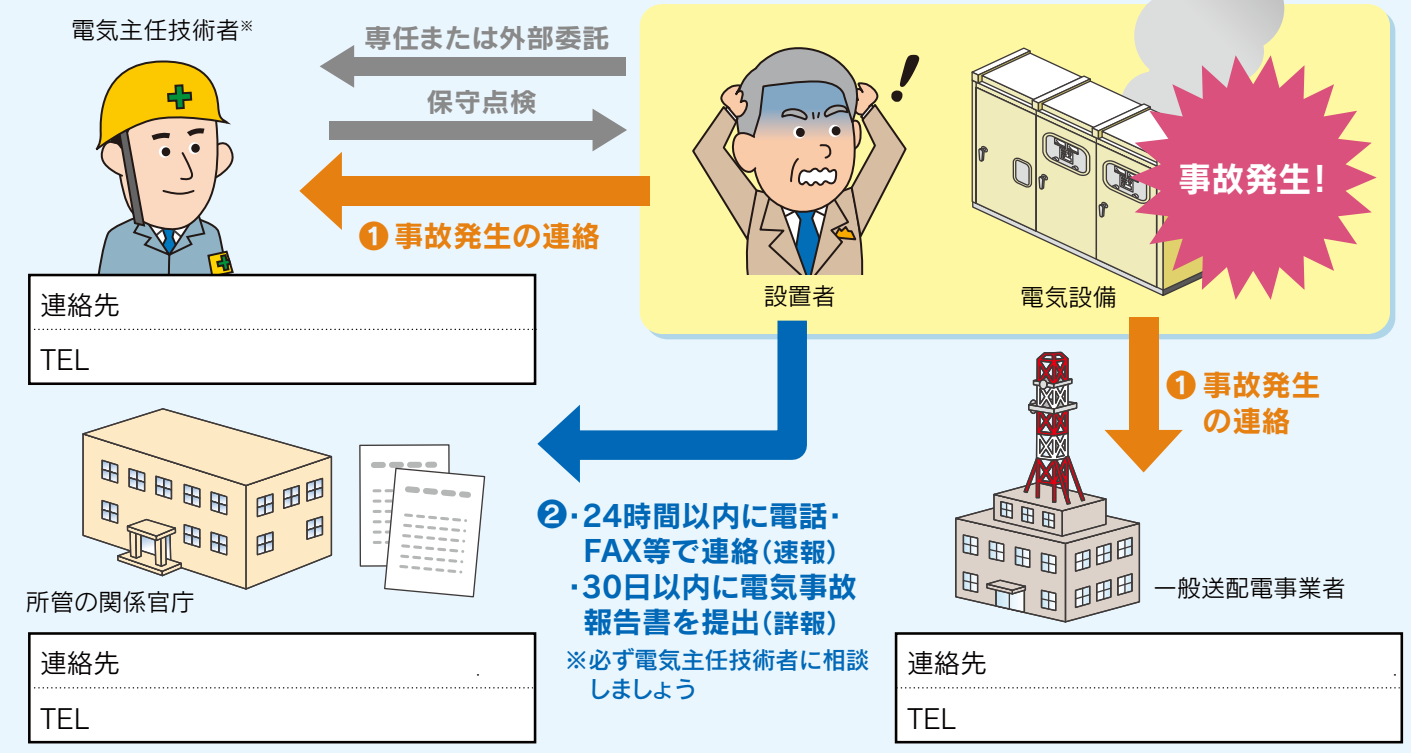 電気主任技術者※
専任または外部委託
保守点検
❶事故発生の連絡
!
事故発生!
設置者
電気設備
連絡先
TEL
❶事故発生
の連絡
❷・24時間以内に電話・
FAX等で連絡(速報)
・30日以内に電気事故
報告書を提出(詳報)
※必ず電気主任技術者に相談
しましょう
所管の関係官庁
連絡先
TEL
一般送配電事業者
連絡先
TEL